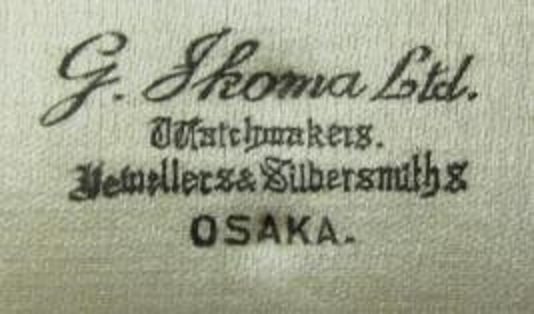 G. Ikoma Ltd.
Watchmakers.
Jewellers & Silversmiths
OSAKA.